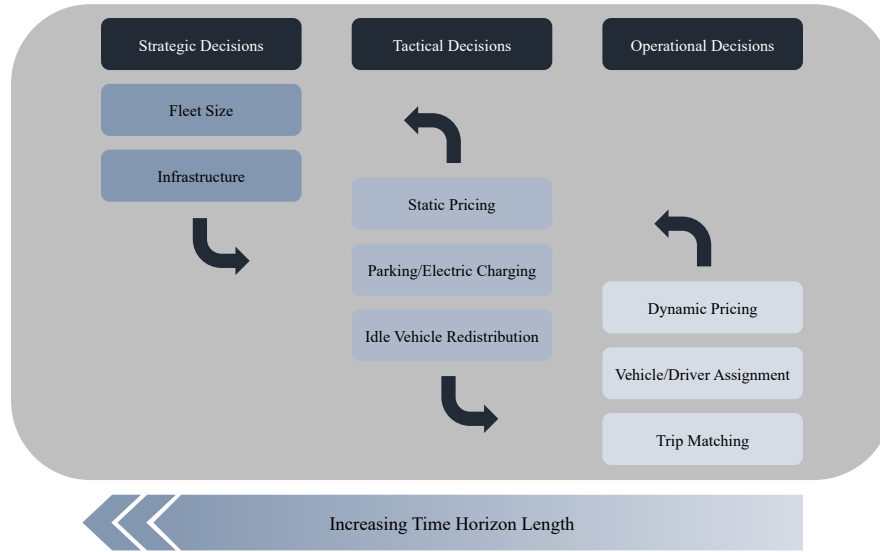 Strategic Decisions
Tactical Decisions
Operational Decisions
Fleet Size
Infrastructure
Static Pricing
Parking/Electric Charging
Idle Vehicle Redistribution
Dynamic Pricing
Vehicle/Driver Assignment
Trip Matching
Increasing Time Horizon Length